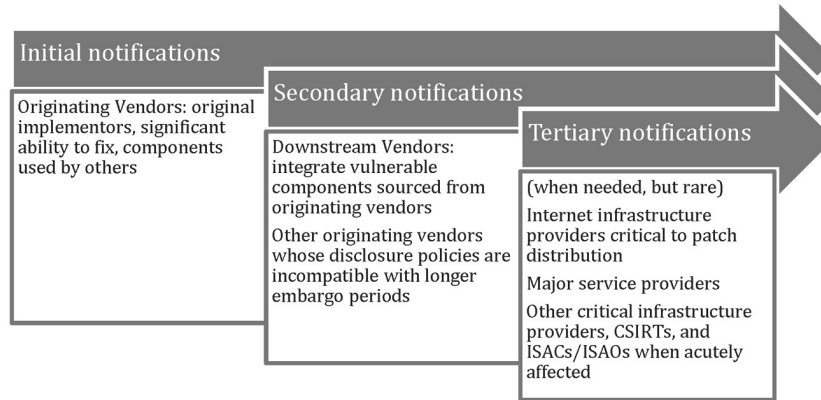 Initial notifications
Originating Vendors: original
implementors, significant
ability to fix, components
used by others
Secondary notifications
Downstream Vendors:
integrate vulnerable
components sourced from
originating vendors
Other originating vendors
whose disclosure policies are
incompatible with longer
embargo periods
Tertiary notifications
(when needed, but rare)
Internet infrastructure
providers critical to patch
distribution
Major service providers
Other critical infrastructure
providers, CSIRTs, and
ISACs/ISAOs when acutely
affected